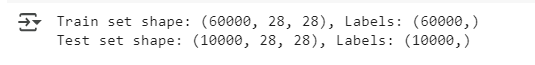 Train set shape: (60000, 28, 28), Labels: (60000,)
Test set shape: (10000, 28, 28), Labels: (10000,)